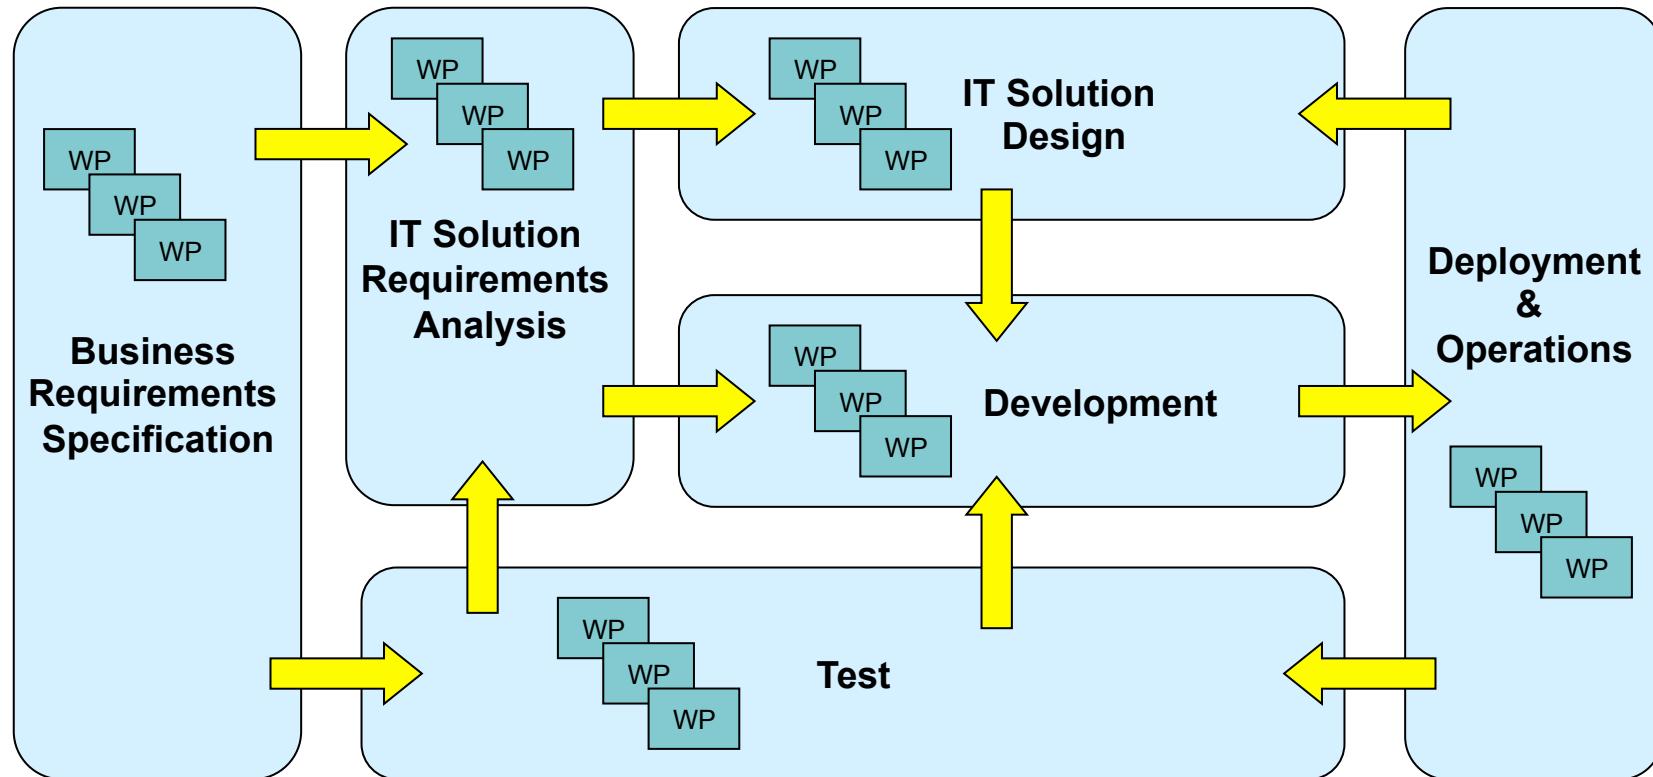 WP
WP
WP
Business
Requirements
Specification
WP
WP
WP
IT Solution
Requirements
Analysis
WP
WP
WP
IT Solution
Design
WP
WP
WP
Development
WP
WP
WP
Test
Deployment
&
Operations
WP
WP
WP